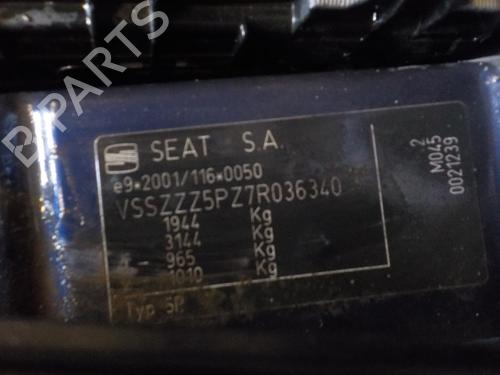 B-PARTS
SEAT S.A.
e9*2001/116*0050
VSSZZZ5PZ7R036340
1944 Kg
3144 Kg
965 Kg
1010 Kg
Typ 5P
2
M045
0021239